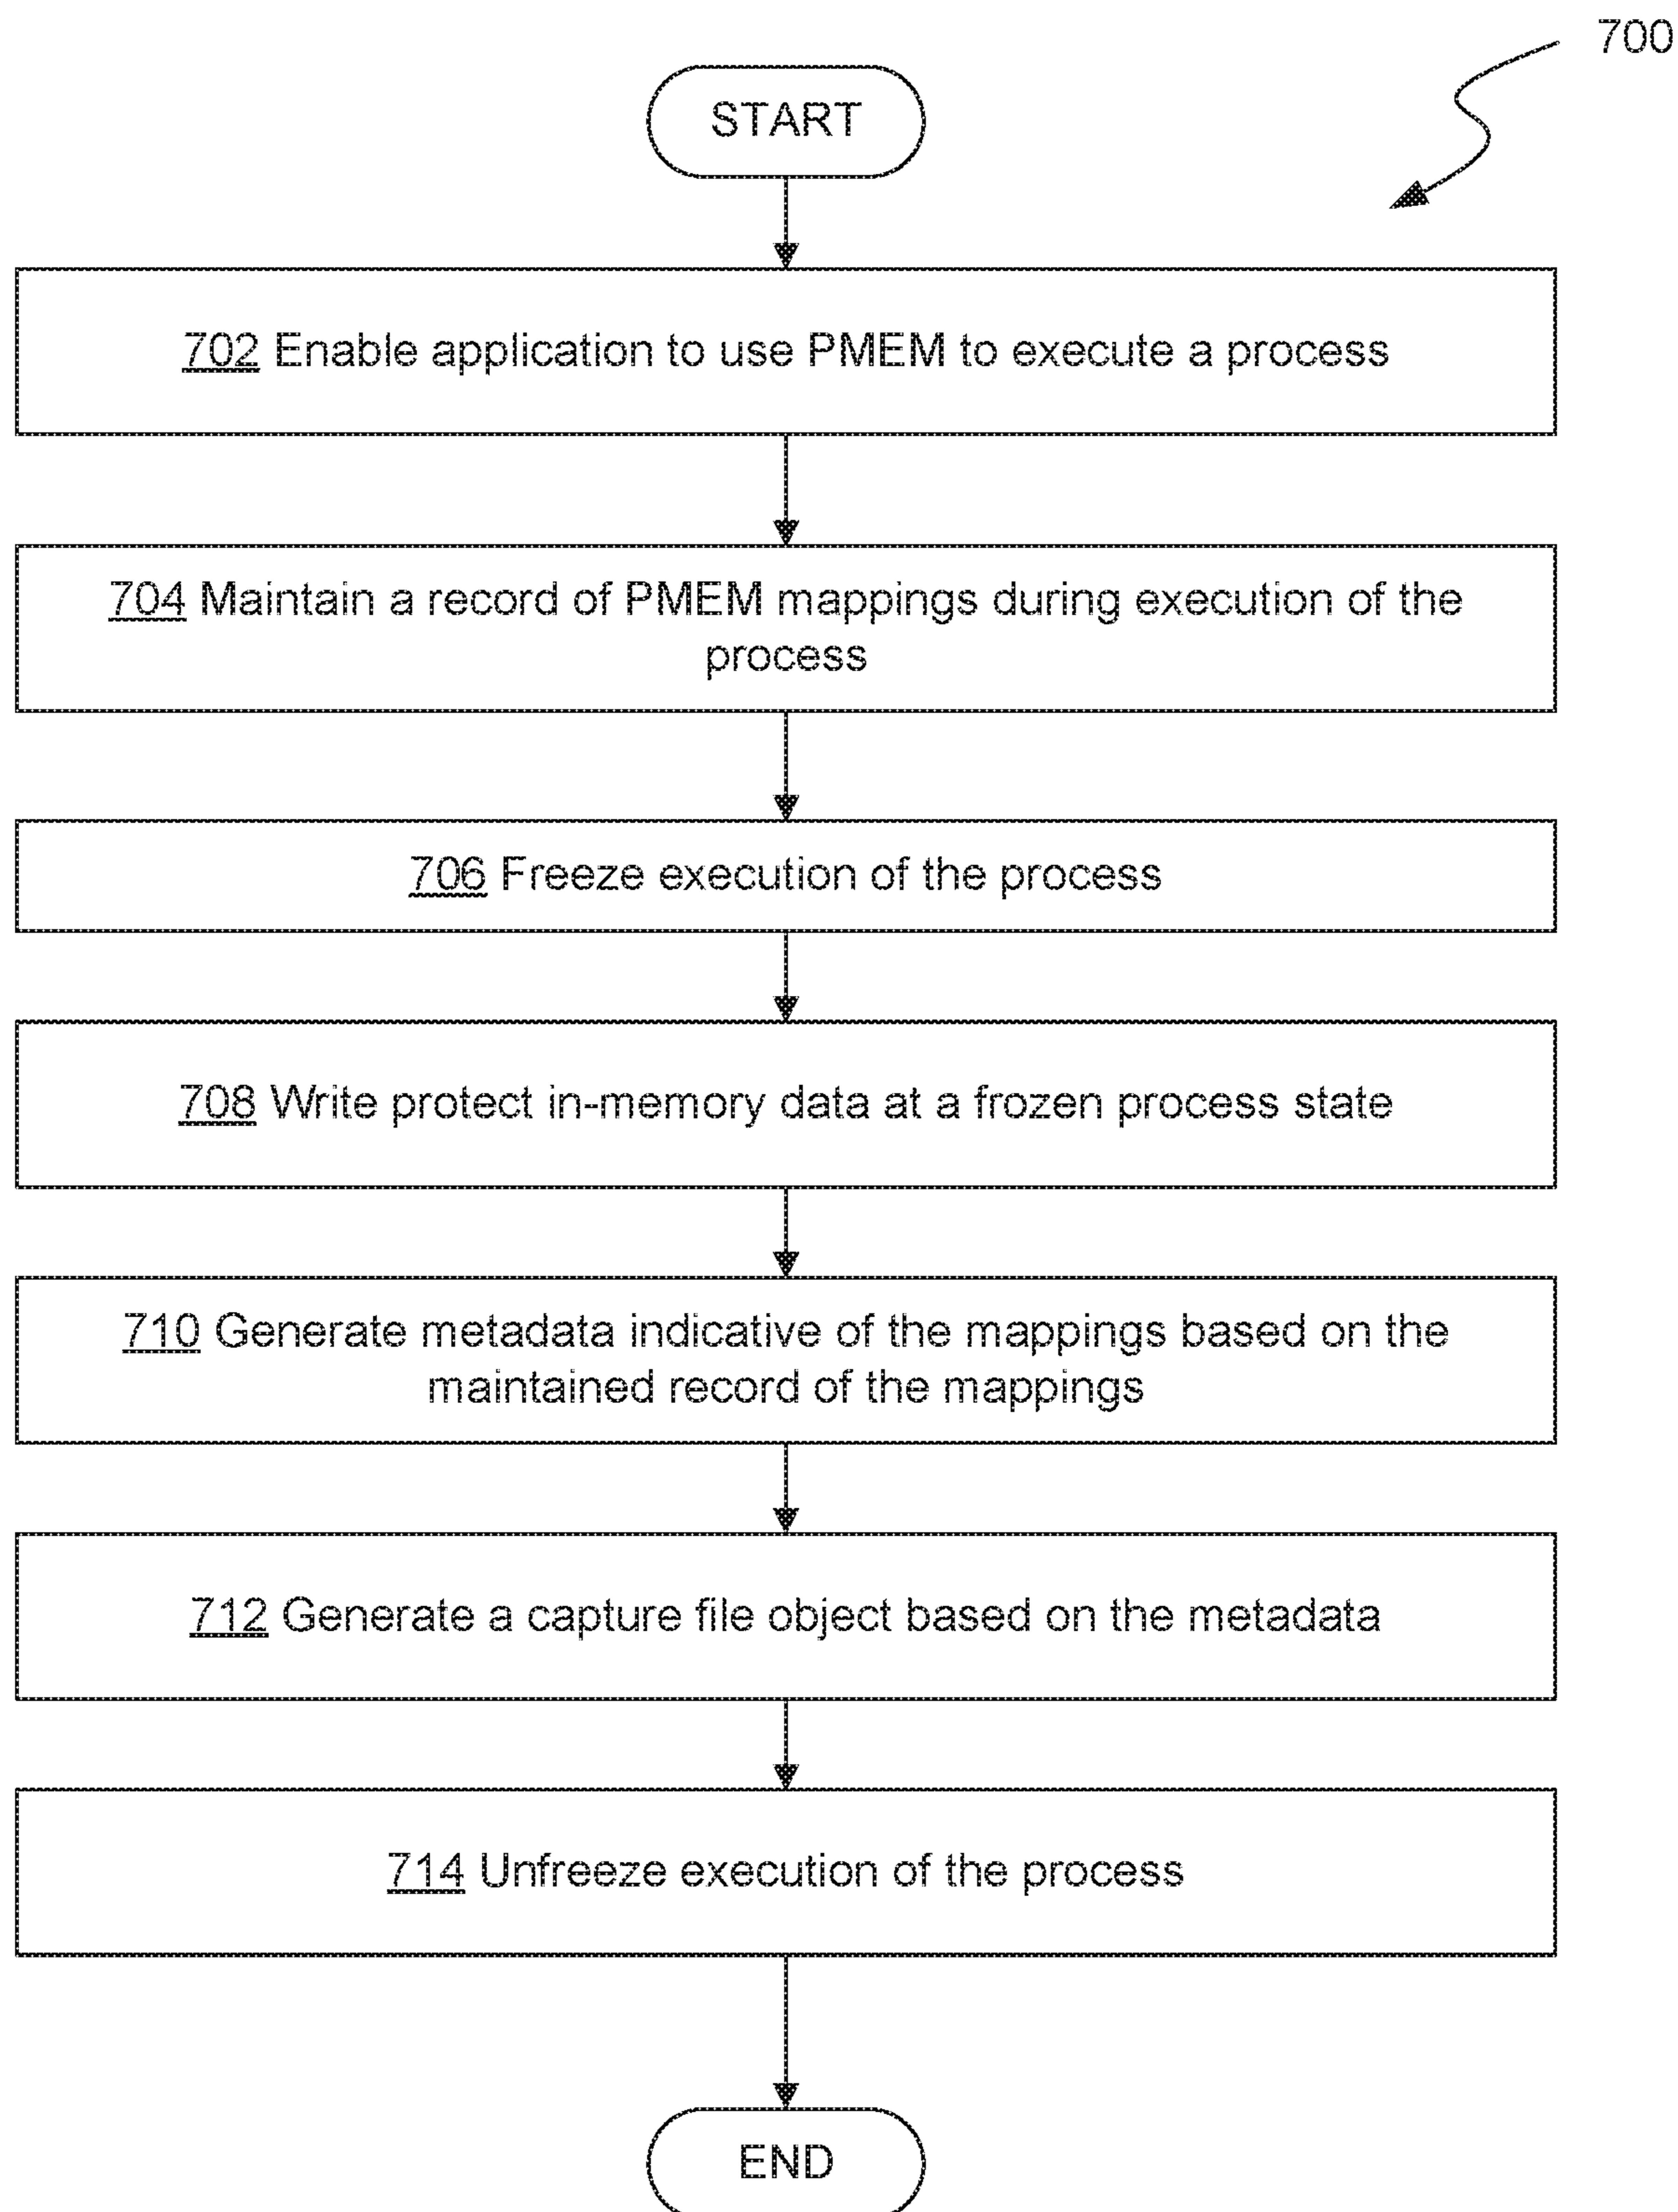 700
START
702 Enable application to use PMEM to execute a process
704 Maintain a record of PMEM mappings during execution of the
process
706 Freeze execution of the process
708 Write protect in-memory data at a frozen process state
710 Generate metadata indicative of the mappings based on the
maintained record of the mappings
712 Generate a capture file object based on the metadata
714 Unfreeze execution of the process
END